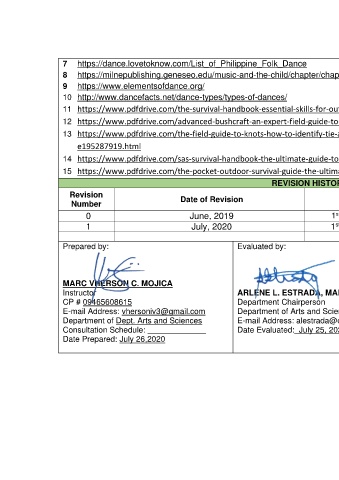 7 https://dance.lovetoknow.com/List_of_Philippine_Folk_Dance
8 https://milnepublishing.geneseo.edu/music-and-the-child/chapter/chap
9 https://www.elementsofdance.org/
10 http://www.dancefacts.net/dance-types/types-of-dances/
11 https://www.pdfdrive.com/the-survival-handbook-essential-skills-for-ou
12 https://www.pdfdrive.com/advanced-bushcraft-an-expert-field-guide-to
13 https://www.pdfdrive.com/the-field-guide-to-knots-how-to-identify-tie-a
e195287919.html
14 https://www.pdfdrive.com/sas-survival-handbook-the-ultimate-guide-to
15 https://www.pdfdrive.com/the-pocket-outdoor-survival-guide-the-ultima
REVISION HISTOR
Revision Number Date of Revision
0 June, 2019 1s
1 July, 2020 1s
Prepared by: Evaluated by:
MARC VHERSON C. MOJICA ARLENE L. ESTRADA, MA
Instructor Department Chairperson
CP # 09465608615 Department of Arts and Scie
E-mail Address: vhersoniv3@gmail.com E-mail Address: alestrada@c
Department of Dept. Arts and Sciences Date Evaluated: July 25, 202
Consultation Schedule:
Date Prepared: July 26,2020